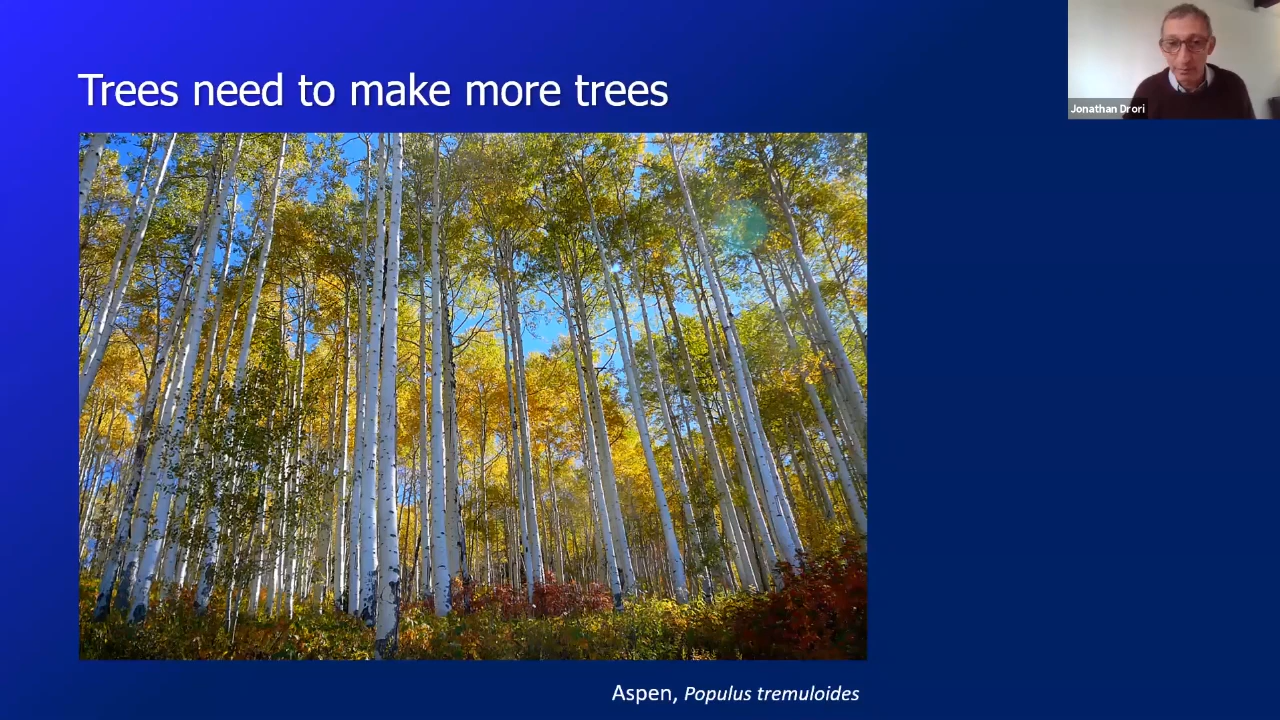 Trees need to make more trees
Jonathan Drori
Aspen, Populus tremuloides